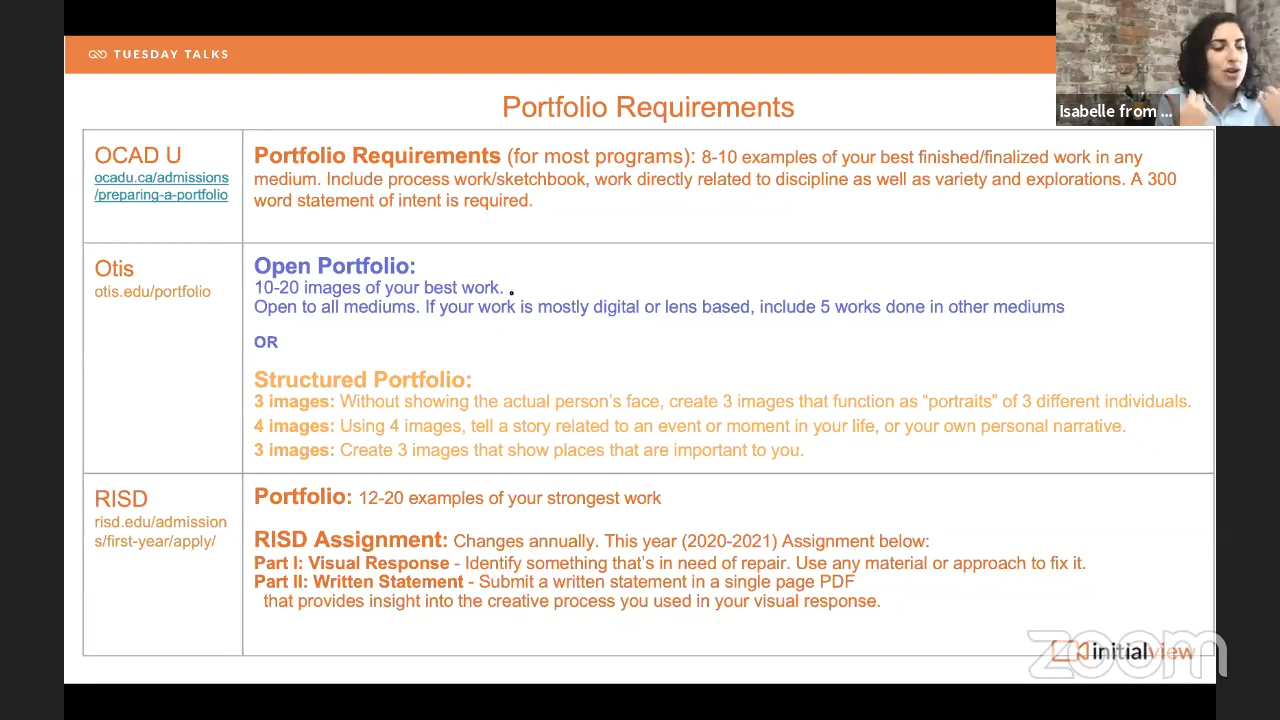 TUESDAY TALKS
Isabelle from ...
Portfolio Requirements
OCAD U
ocadu.ca/admissions
/preparing-a-portfolio
Portfolio Requirements (for most programs): 8-10 examples of your best finished/finalized work in any
medium. Include process work/sketchbook, work directly related to discipline as well as variety and explorations. A 300
word statement of intent is required.
Otis
otis.edu/portfolio
Open Portfolio:
10-20 images of your best work.
Open to all mediums. If your work is mostly digital or lens based, include 5 works done in other mediums
OR
Structured Portfolio:
3 images: Without showing the actual person’s face, create 3 images that function as “portraits” of 3 different individuals.
4 images: Using 4 images, tell a story related to an event or moment in your life, or your own personal narrative.
3 images: Create 3 images that show places that are important to you.
RISD
risd.edu/admission
s/first-year/apply/
Portfolio: 12-20 examples of your strongest work
RISD Assignment: Changes annually. This year (2020-2021) Assignment below:
Part I: Visual Response - Identify something that’s in need of repair. Use any material or approach to fix it.
Part II: Written Statement - Submit a written statement in a single page PDF
that provides insight into the creative process you used in your visual response.
zoom
initialview